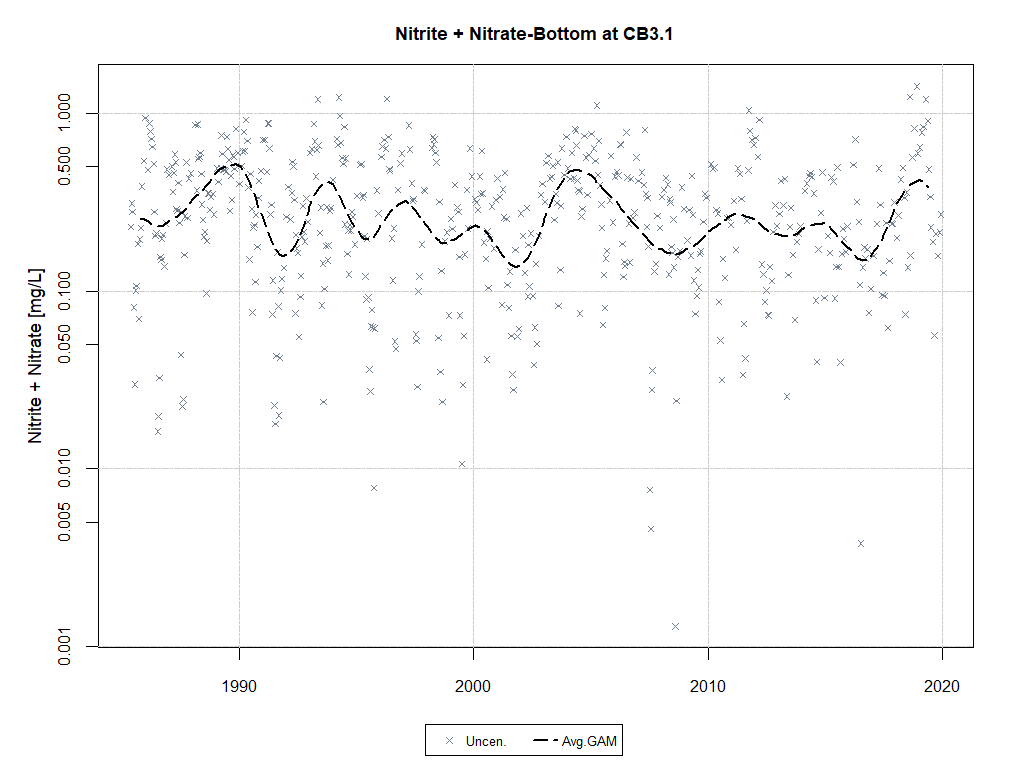 Nitrite + Nitrate-Bottom at CB3.1
Nitrite + Nitrate [mg/L]
1.000
0.500
0.100
0.050
0.010
0.005
0.001
1990
2000
2010
2020
Uncen.
Avg.GAM